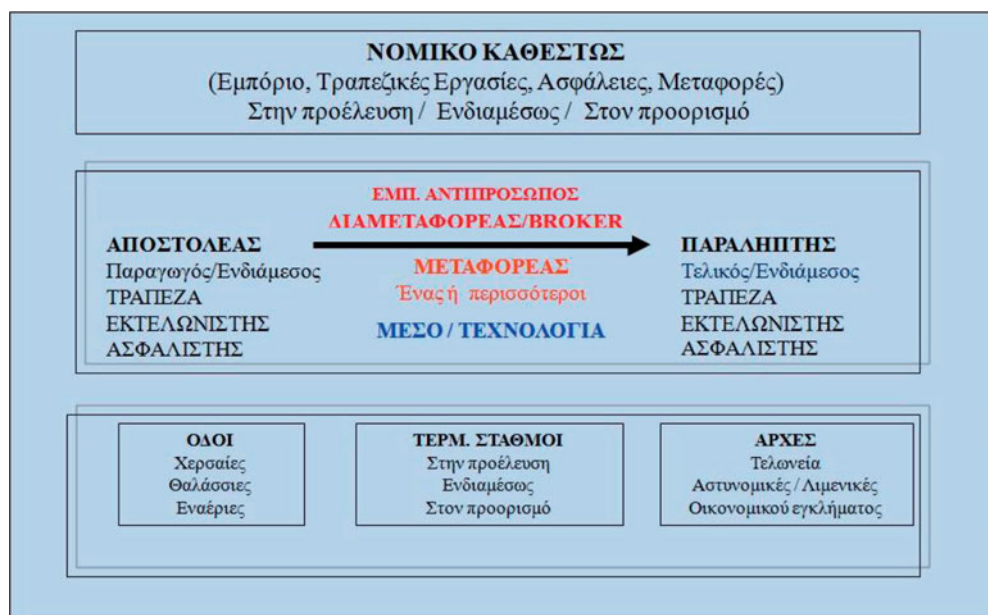 ΝΟΜΙΚΟ ΚΑΘΕΣΤΩΣ
(Εμπόριο, Τραπεζικές Εργασίες, Ασφάλειες, Μεταφορές)
Στην προέλευση / Ενδιαμέσως / Στον προορισμό
ΕΜΠ. ΑΝΤΙΠΡΟΣΩΠΟΣ
ΔΙΑΜΕΤΑΦΟΡΕΑΣ/BROKER
ΑΠΟΣΤΟΛΕΑΣ
Παραγωγός/Ενδιάμεσος
ΤΡΑΠΕΖΑ
ΕΚΤΕΛΩΝΙΣΤΗΣ
ΑΣΦΑΛΙΣΤΗΣ
ΜΕΤΑΦΟΡΕΑΣ
Ένας ή περισσότεροι
ΜΕΣΟ / ΤΕΧΝΟΛΟΓΙΑ
ΠΑΡΑΛΗΠΤΗΣ
Τελικός/Ενδιάμεσος
ΤΡΑΠΕΖΑ
ΕΚΤΕΛΩΝΙΣΤΗΣ
ΑΣΦΑΛΙΣΤΗΣ
ΟΔΟΙ
Χερσαίες
Θαλάσσιες
Εναέριες
ΤΕΡΜ. ΣΤΑΘΜΟΙ
Στην προέλευση
Ενδιαμέσως
Στον προορισμό
ΑΡΧΕΣ
Τελωνεία
Αστυνομικές / Λιμενικές
Οικονομικού εγκλήματος